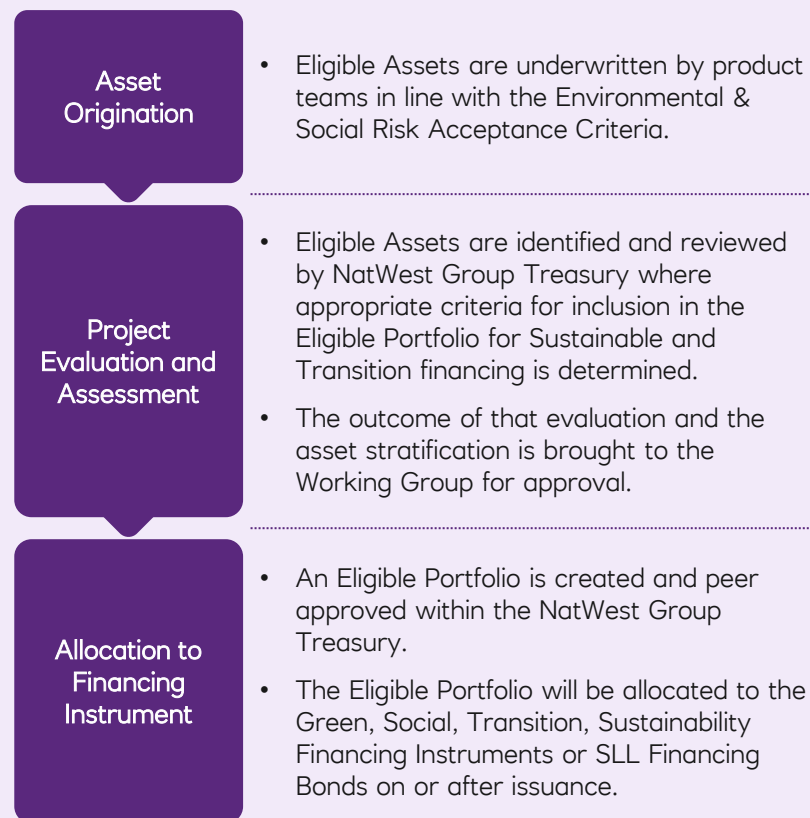 Asset
Origination
• Eligible Assets are underwritten by product
teams in line with the Environmental &
Social Risk Acceptance Criteria.
Project
Evaluation and
Assessment
• Eligible Assets are identified and reviewed
by NatWest Group Treasury where
appropriate criteria for inclusion in the
Eligible Portfolio for Sustainable and
Transition financing is determined.
• The outcome of that evaluation and the
asset stratification is brought to the
Working Group for approval.
Allocation to
Financing
Instrument
• An Eligible Portfolio is created and peer
approved within the NatWest Group
Treasury.
• The Eligible Portfolio will be allocated to the
Green, Social, Transition, Sustainability
Financing Instruments or SLL Financing
Bonds on or after issuance.